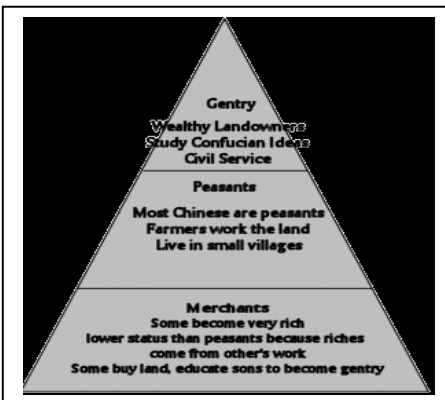 Gentry
Wealthy Landowners
Study Confucian Ideas
Civil Service
Peasants
Most Chinese are peasants
Farmers work the land
Live in small villages
Merchants
Some become very rich
lower status than peasants because riches
come from other's work
Some buy land, educate sons to become gentry